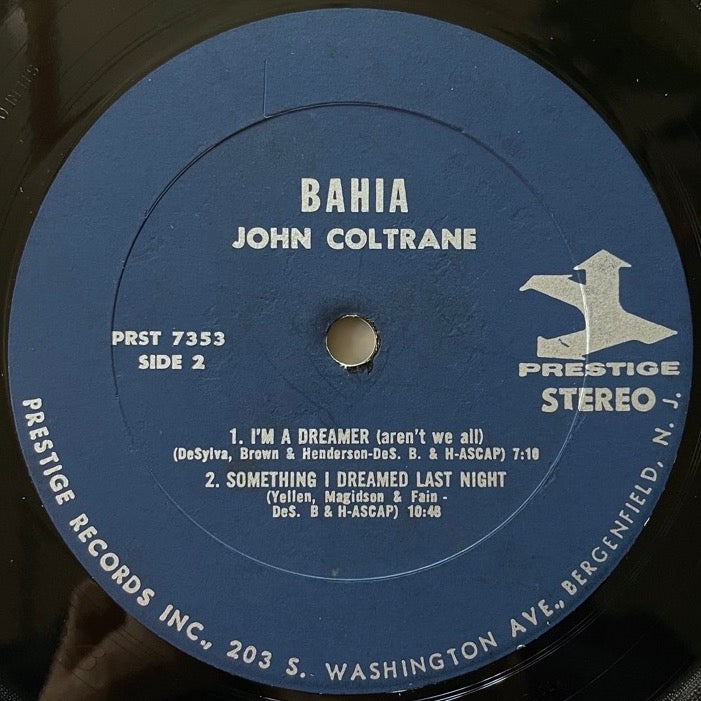 BAHIA
JOHN COLTRANE
PRST 7353
SIDE 2
PRESTIGE
STEREO
1. I'M A DREAMER (aren't we all)
(DeSylva, Brown & Henderson-DeS. B. & H-ASCAP) 7:10
2. SOMETHING I DREAMED LAST NIGHT
(Yellen, Magidson & Fain -
DeS. B & H-ASCAP) 10:48
PRESTIGE RECORDS INC., 203 S. WASHINGTON AVE., BERGENFIELD, N. J.